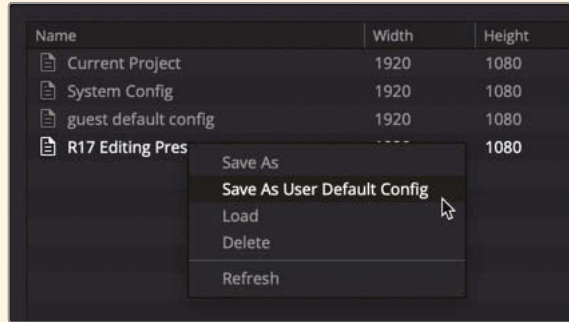 Name Width Height
Current Project 1920 1080
System Config 1920 1080
guest default config 1920 1080
R17 Editing Pres 1080
Save As
Save As User Default Config
Load
Delete
Refresh